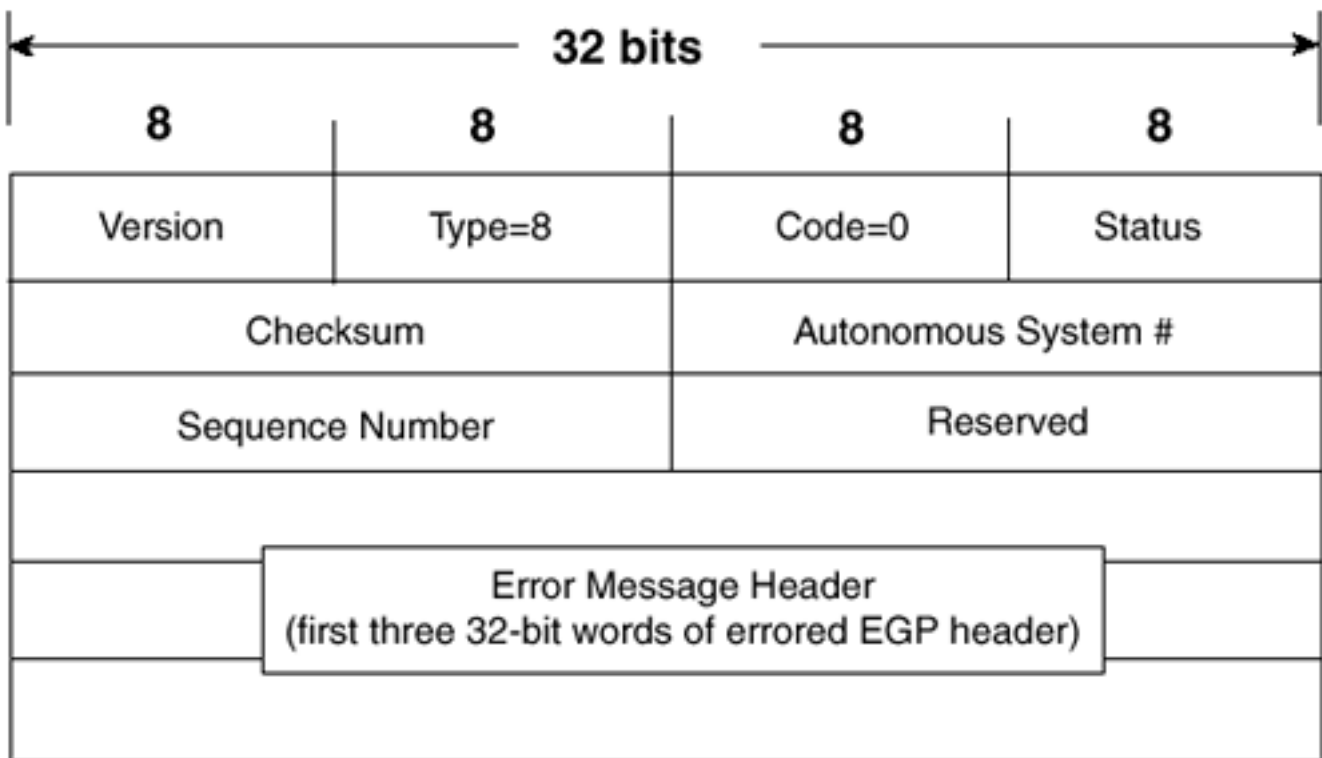 32 bits
8 8 8 8
Version Type=8 Code=0 Status
Checksum Autonomous System #
Sequence Number Reserved
Error Message Header
(first three 32-bit words of errored EGP header)